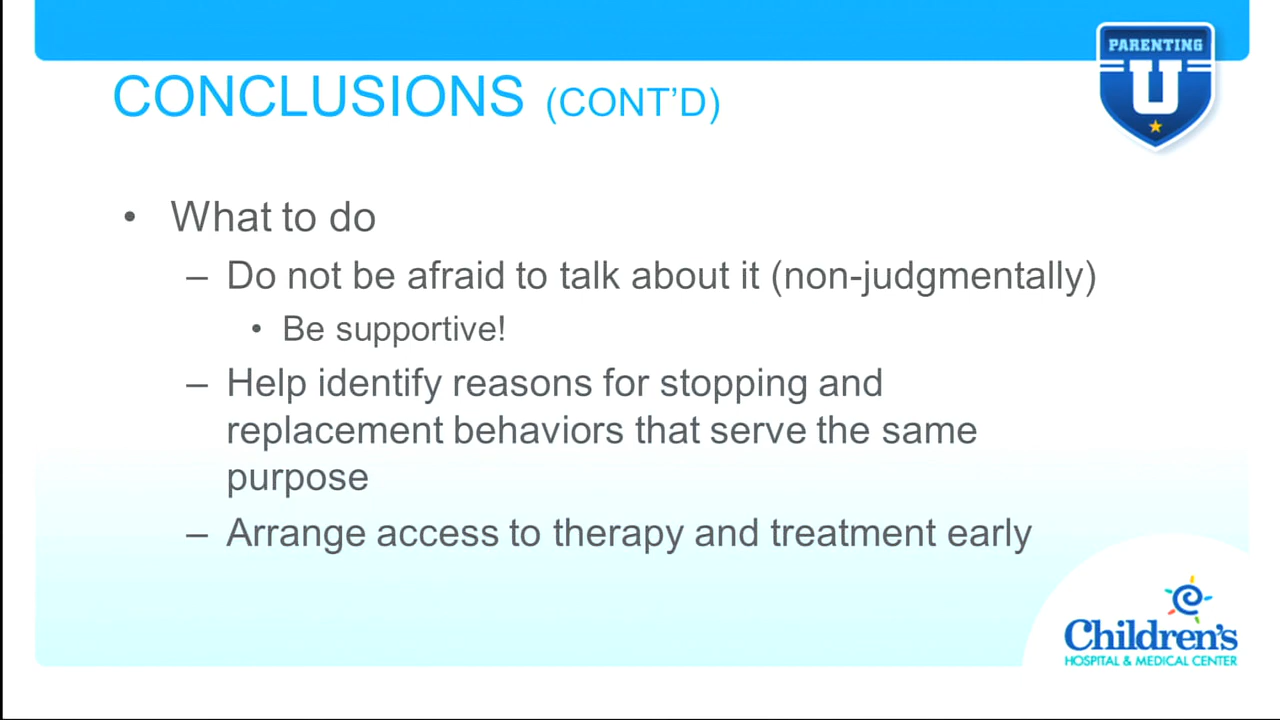 PARENTING
U
CONCLUSIONS (CONT’D)
• What to do
– Do not be afraid to talk about it (non-judgmentally)
• Be supportive!
– Help identify reasons for stopping and
replacement behaviors that serve the same
purpose
– Arrange access to therapy and treatment early
Children's
HOSPITAL & MEDICAL CENTER